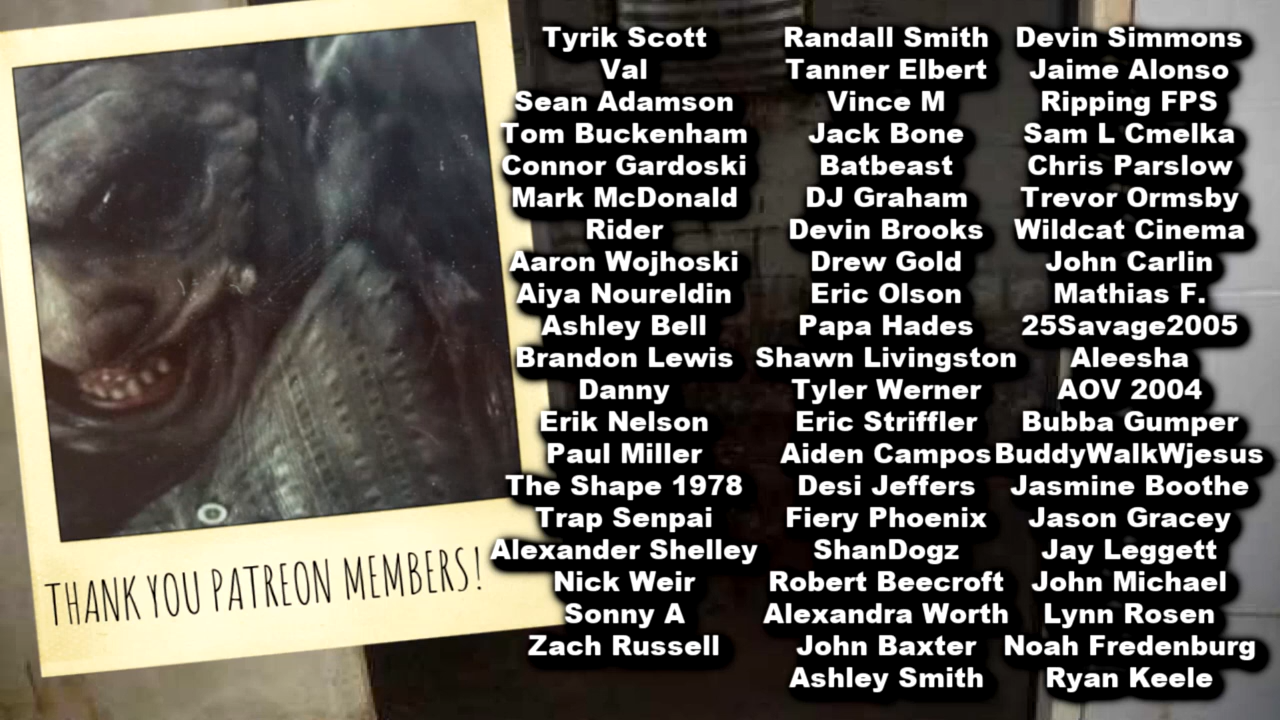 THANK YOU PATREON MEMBERS!
Tyrik Scott
Val
Sean Adamson
Tom Buckenham
Connor Gardoski
Mark McDonald
Rider
Aaron Wojhoski
Aiya Noureldin
Ashley Bell
Brandon Lewis
Danny
Erik Nelson
Paul Miller
The Shape 1978
Trap Senpai
Alexander Shelley
Nick Weir
Sonny A
Zach Russell
Randall Smith
Tanner Elbert
Vince M
Jack Bone
Batbeast
DJ Graham
Devin Brooks
Drew Gold
Eric Olson
Papa Hades
Shawn Livingston
Tyler Werner
Eric Striffler
Aiden Campos
Desi Jeffers
Fiery Phoenix
ShanDogz
Robert Beecroft
Alexandra Worth
John Baxter
Ashley Smith
Devin Simmons
Jaime Alonso
Ripping FPS
Sam L Cmelka
Chris Parslow
Trevor Ormsby
Wildcat Cinema
John Carlin
Mathias F.
25Savage2005
Aleesha
AOV 2004
Bubba Gumper
BuddyWalkWjesus
Jasmine Boothe
Jason Gracey
Jay Leggett
John Michael
Lynn Rosen
Noah Fredenburg
Ryan Keele